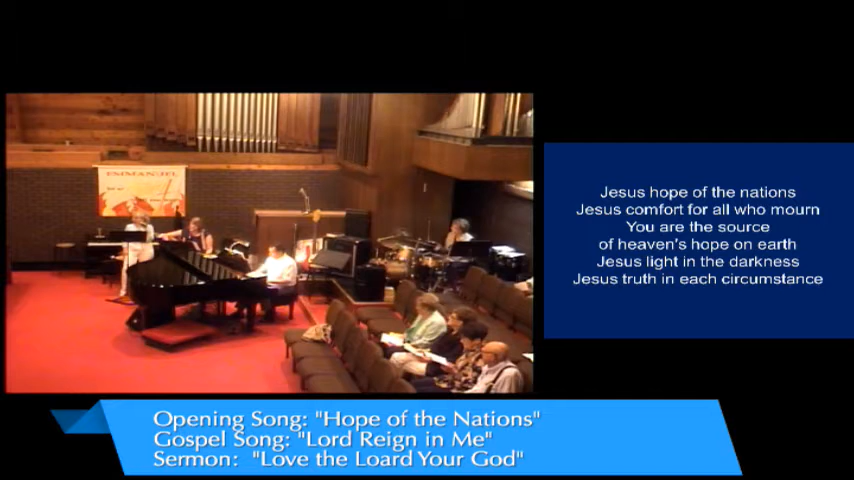 EMMANUEL
Jesus hope of the nations
Jesus comfort for all who mourn
You are the source
of heaven's hope on earth
Jesus light in the darkness
Jesus truth in each circumstance
Opening Song: "Hope of the Nations"
Gospel Song: "Lord Reign in Me"
Sermon: "Love the Loard Your God"